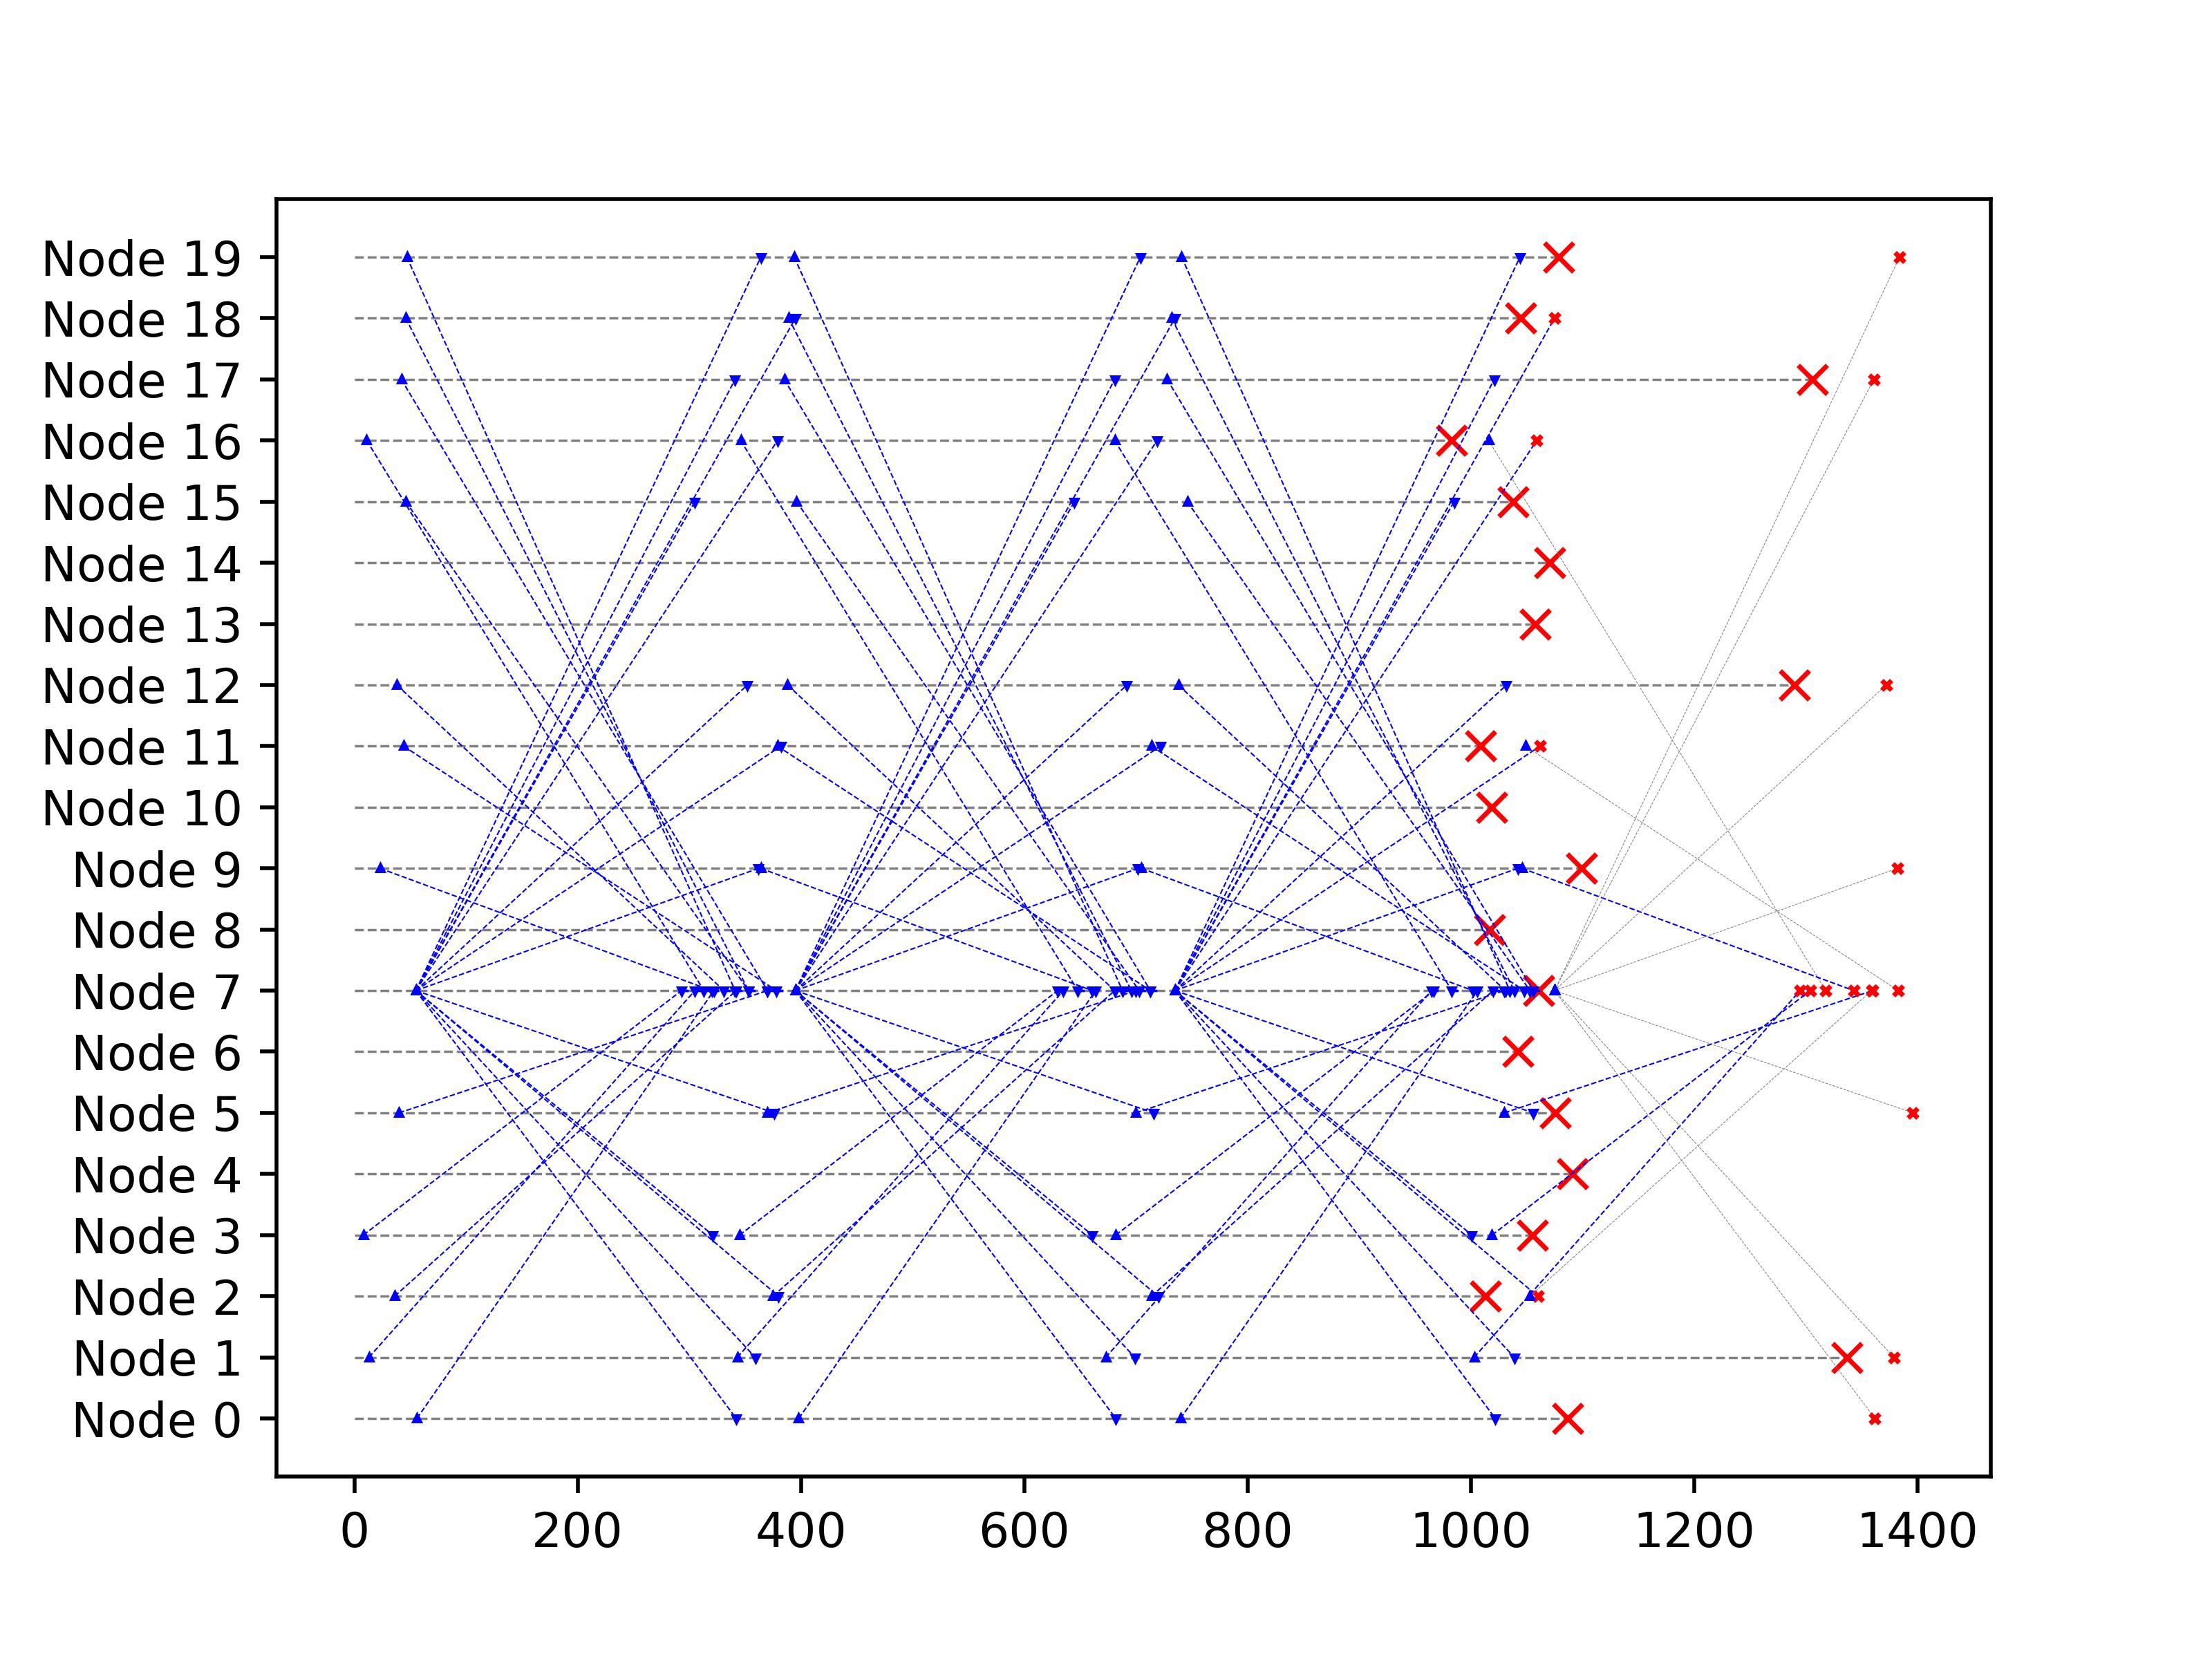 Node 19
Node 18
Node 17
Node 16
Node 15
Node 14
Node 13
Node 12
Node 11
Node 10
Node 9
Node 8
Node 7
Node 6
Node 5
Node 4
Node 3
Node 2
Node 1
Node 0
0 200 400 600 800 1000 1200 1400